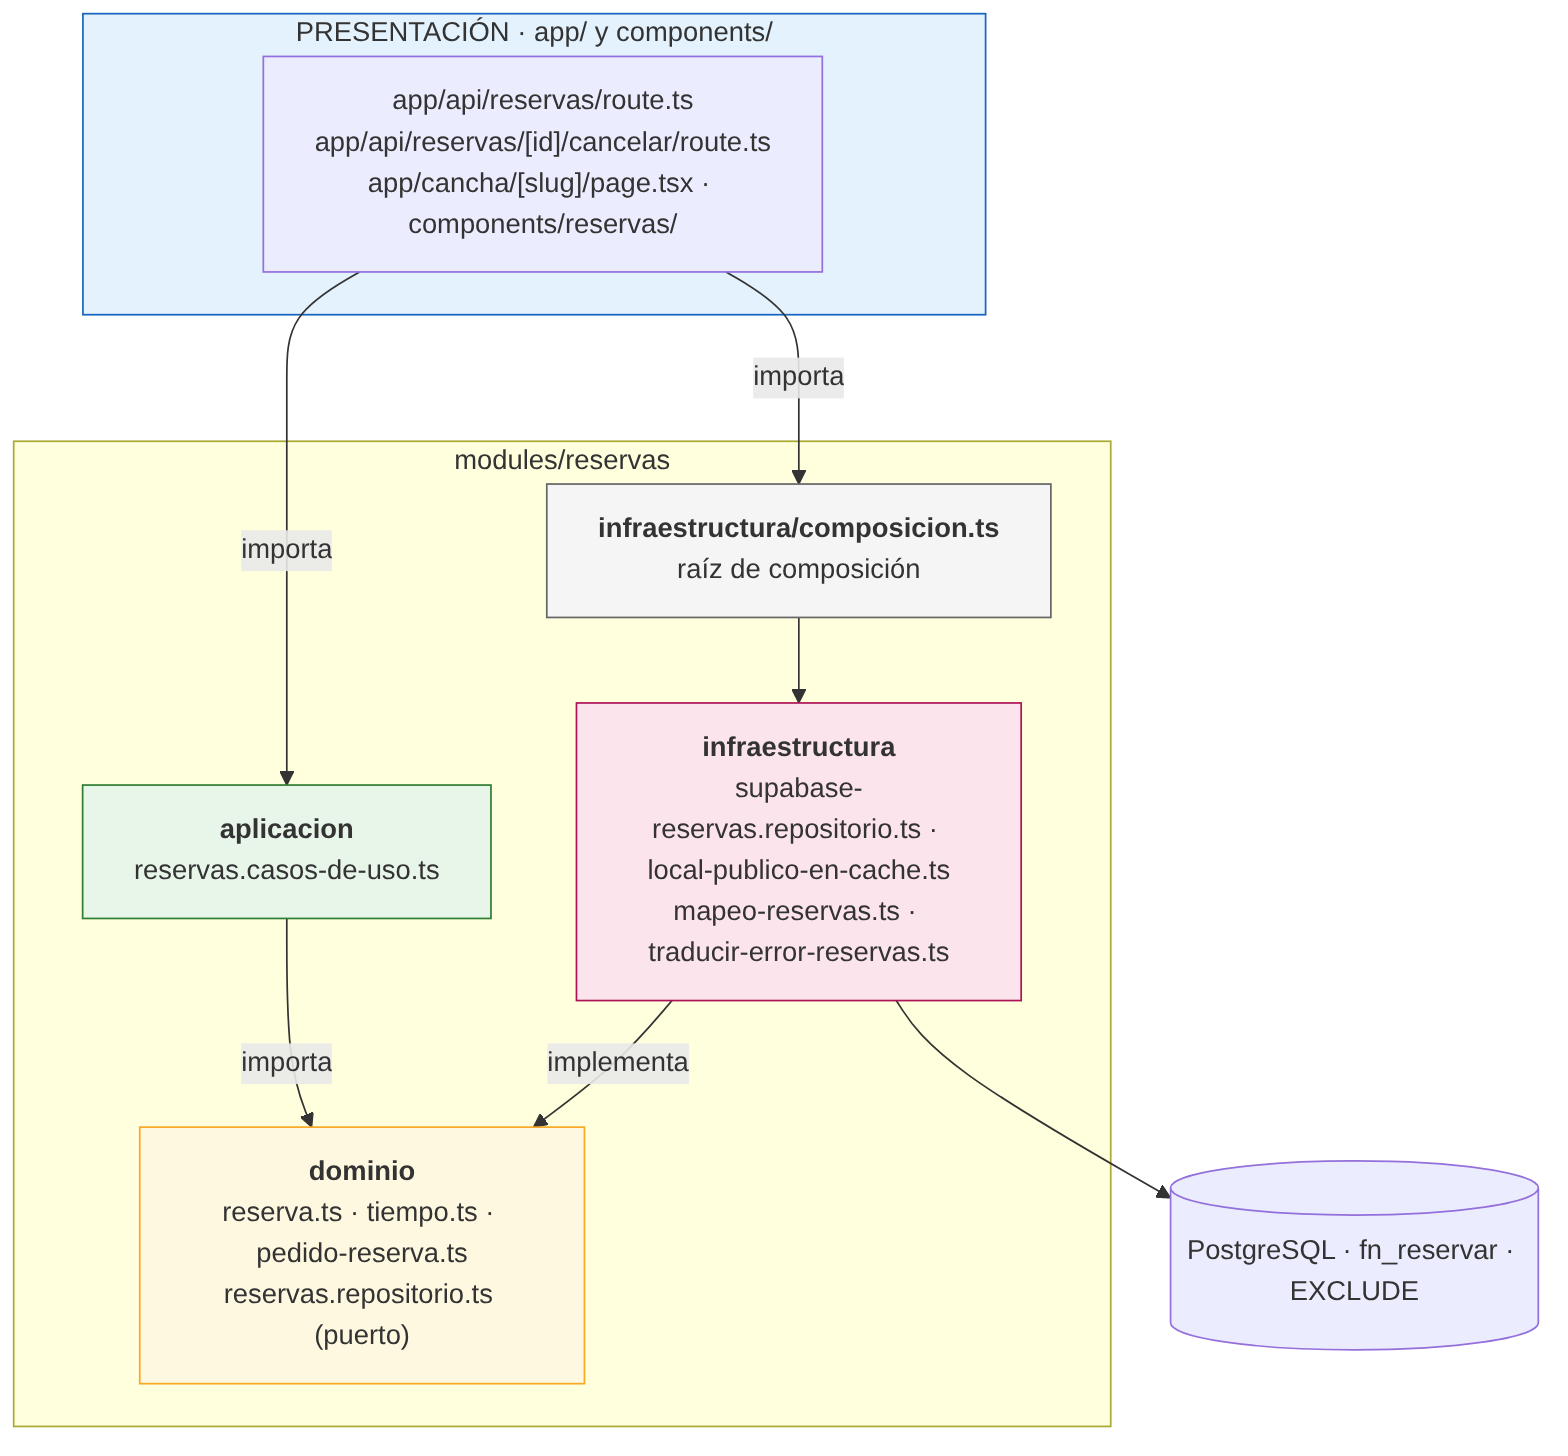 PRESENTACIÓN · app/ y components/
app/api/reservas/route.ts
app/api/reservas/[id]/cancelar/route.ts
app/cancha/[slug]/page.tsx ·
components/reservas/
importa
modules/reservas
infraestructura/composicion.ts
raíz de composición
importa
infraestructura
supabase-
reservas.repositorio.ts ·
local-publico-en-cache.ts
mapeo-reservas.ts ·
traducir-error-reservas.ts
aplicacion
reservas.casos-de-uso.ts
importa
implementa
dominio
reserva.ts · tiempo.ts ·
pedido-reserva.ts
reservas.repositorio.ts
(puerto)
PostgreSQL · fn_reservar ·
EXCLUDE